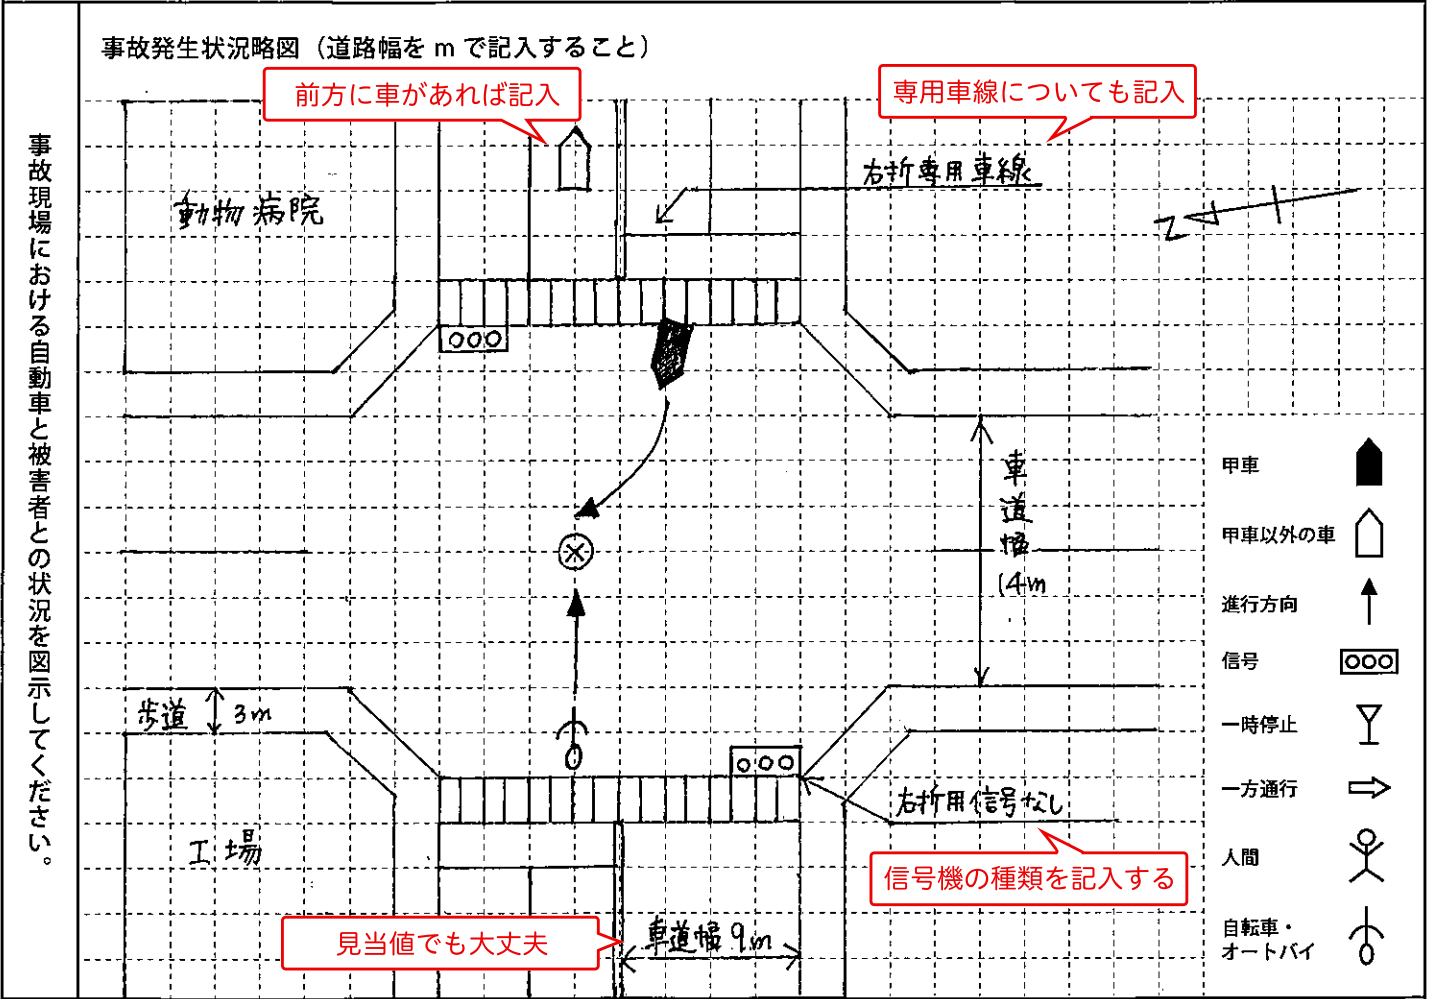 事故発生状況略図（道路幅を m で記入すること）
事故現場における自動車と被害者との状況を図示してください。
前方に車があれば記入
専用車線についても記入
右折専用車線
動物病院
N
車道幅
14m
歩道 3m
右折用信号なし
信号機の種類を記入する
工場
見当値でも大丈夫
車道幅 9m
甲車
甲車以外の車
進行方向
信号
一時停止
一方通行
人間
自転車・
オートバイ